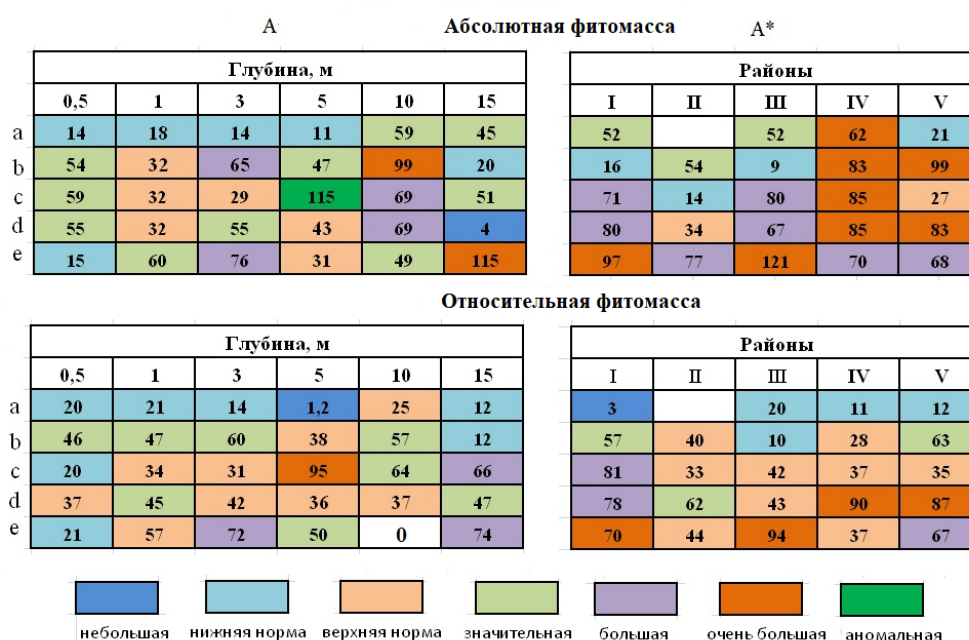 А Абсолютная фитомасса А*
Глубина, м Районы
0,5 1 3 5 10 15 I II III IV V
a 14 18 14 11 59 45 52 52 62 21
b 54 32 65 47 99 20 16 54 9 83 99
c 59 32 29 115 69 51 71 14 80 85 27
d 55 32 55 43 69 4 80 34 67 85 83
e 15 60 76 31 49 115 97 77 121 70 68
Относительная фитомасса
Глубина, м Районы
0,5 1 3 5 10 15 I II III IV V
a 20 21 14 1,2 25 12 3 20 11 12
b 46 47 60 38 57 12 57 40 10 28 63
c 20 34 31 95 64 66 81 33 42 37 35
d 37 45 42 36 37 47 78 62 43 90 87
e 21 57 72 50 0 74 70 44 94 37 67
небольшая нижняя норма верхняя норма значительная большая очень большая аномальная